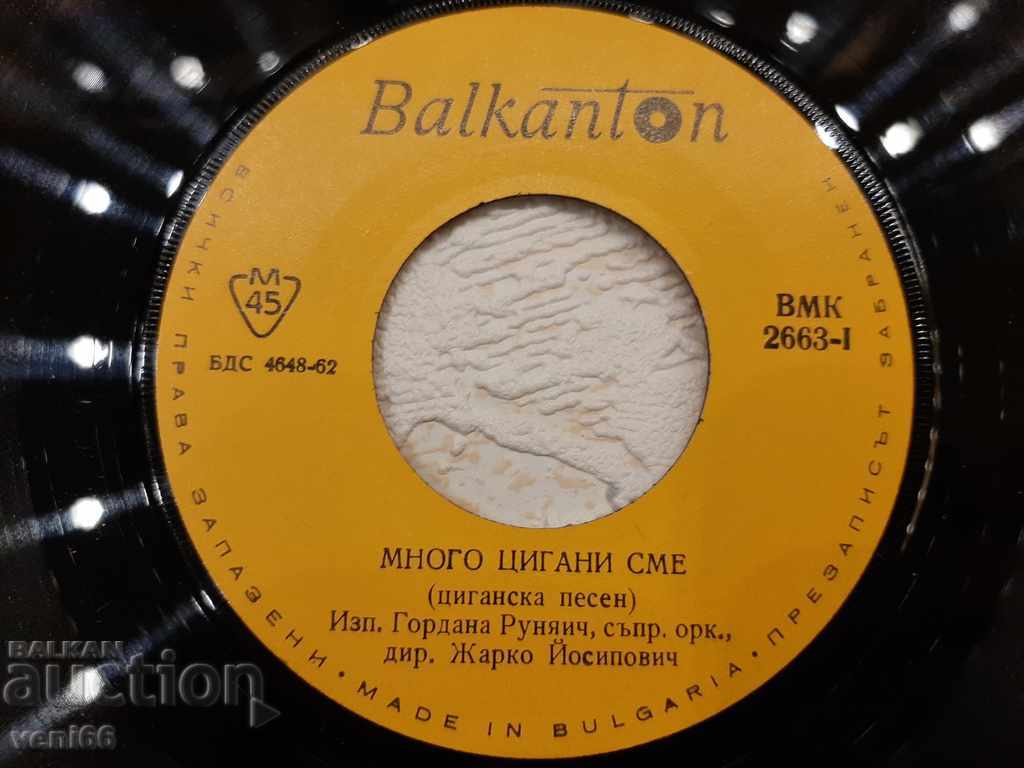 Balkanton
М
45
БДС 4648-62
ВМК
2663-I
МНОГО ЦИГАНИ СМЕ
(циганска песен)
Изп. Гордана Руняич, съпр. орк.,
дир. Жарко Йосипович
ВСИЧКИ ПРАВА ЗАПАЗЕНИ • MADE IN BULGARIA • ПРЕЗАПИСЪТ ЗАБРАНЕН
BALKAN
auction
veni66